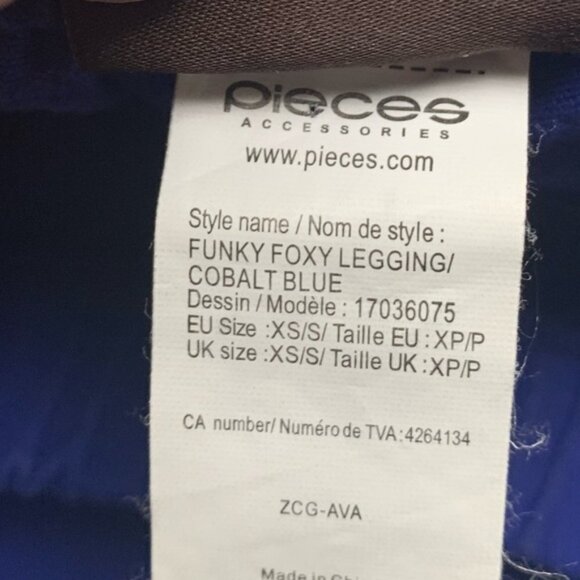 pieces
ACCESSORIES
www.pieces.com
Style name / Nom de style :
FUNKY FOXY LEGGING/
COBALT BLUE
Dessin / Modèle : 17036075
EU Size :XS/S/ Taille EU : XP/P
UK size :XS/S/ Taille UK :XP/P
CA number/ Numéro de TVA:4264134
ZCG-AVA
Made in